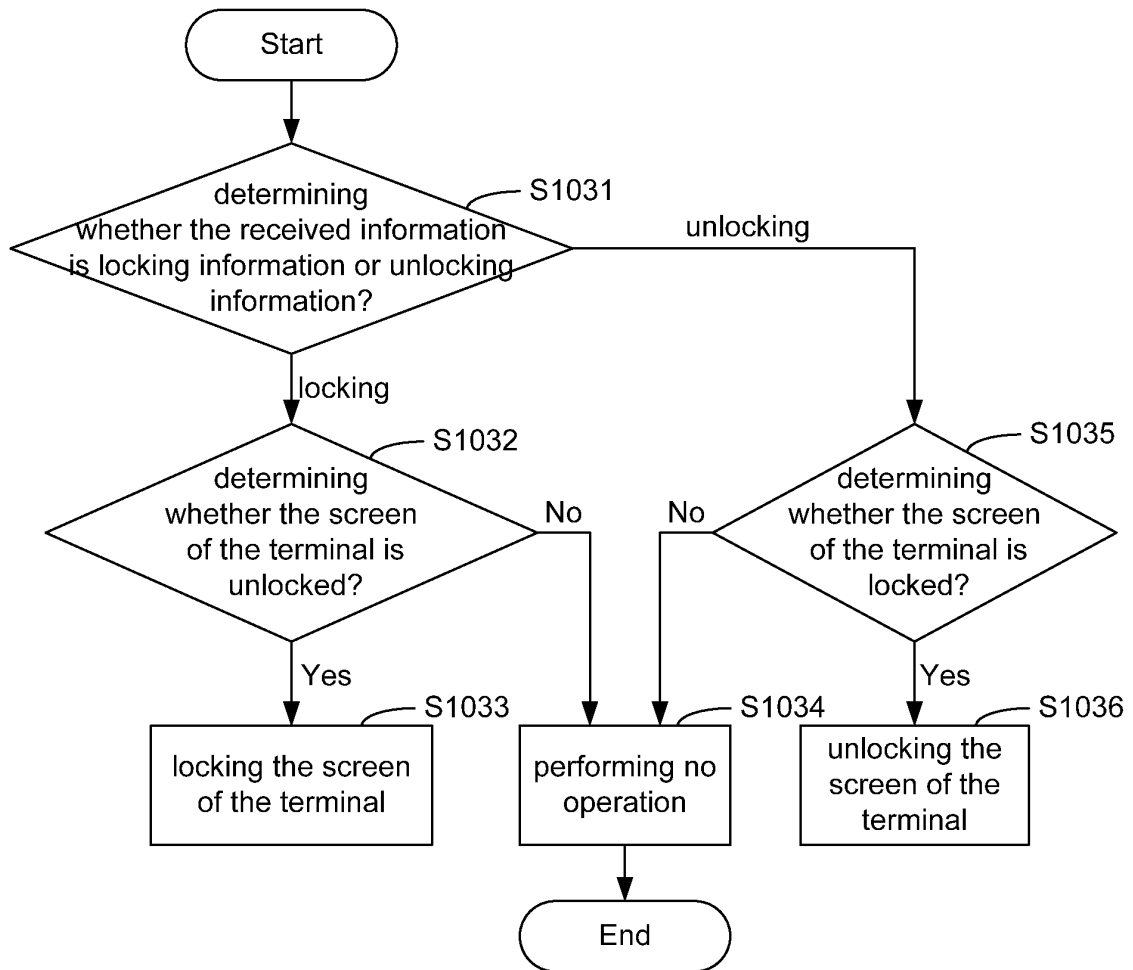 Start
determining
whether the received information
is locking information or unlocking
information?
S1031
unlocking
locking
determining
whether the screen
of the terminal is
unlocked?
S1032
No
No
determining
whether the screen
of the terminal is
locked?
S1035
Yes
Yes
locking the screen
of the terminal
S1033
performing no
operation
S1034
unlocking the
screen of the
terminal
S1036
End